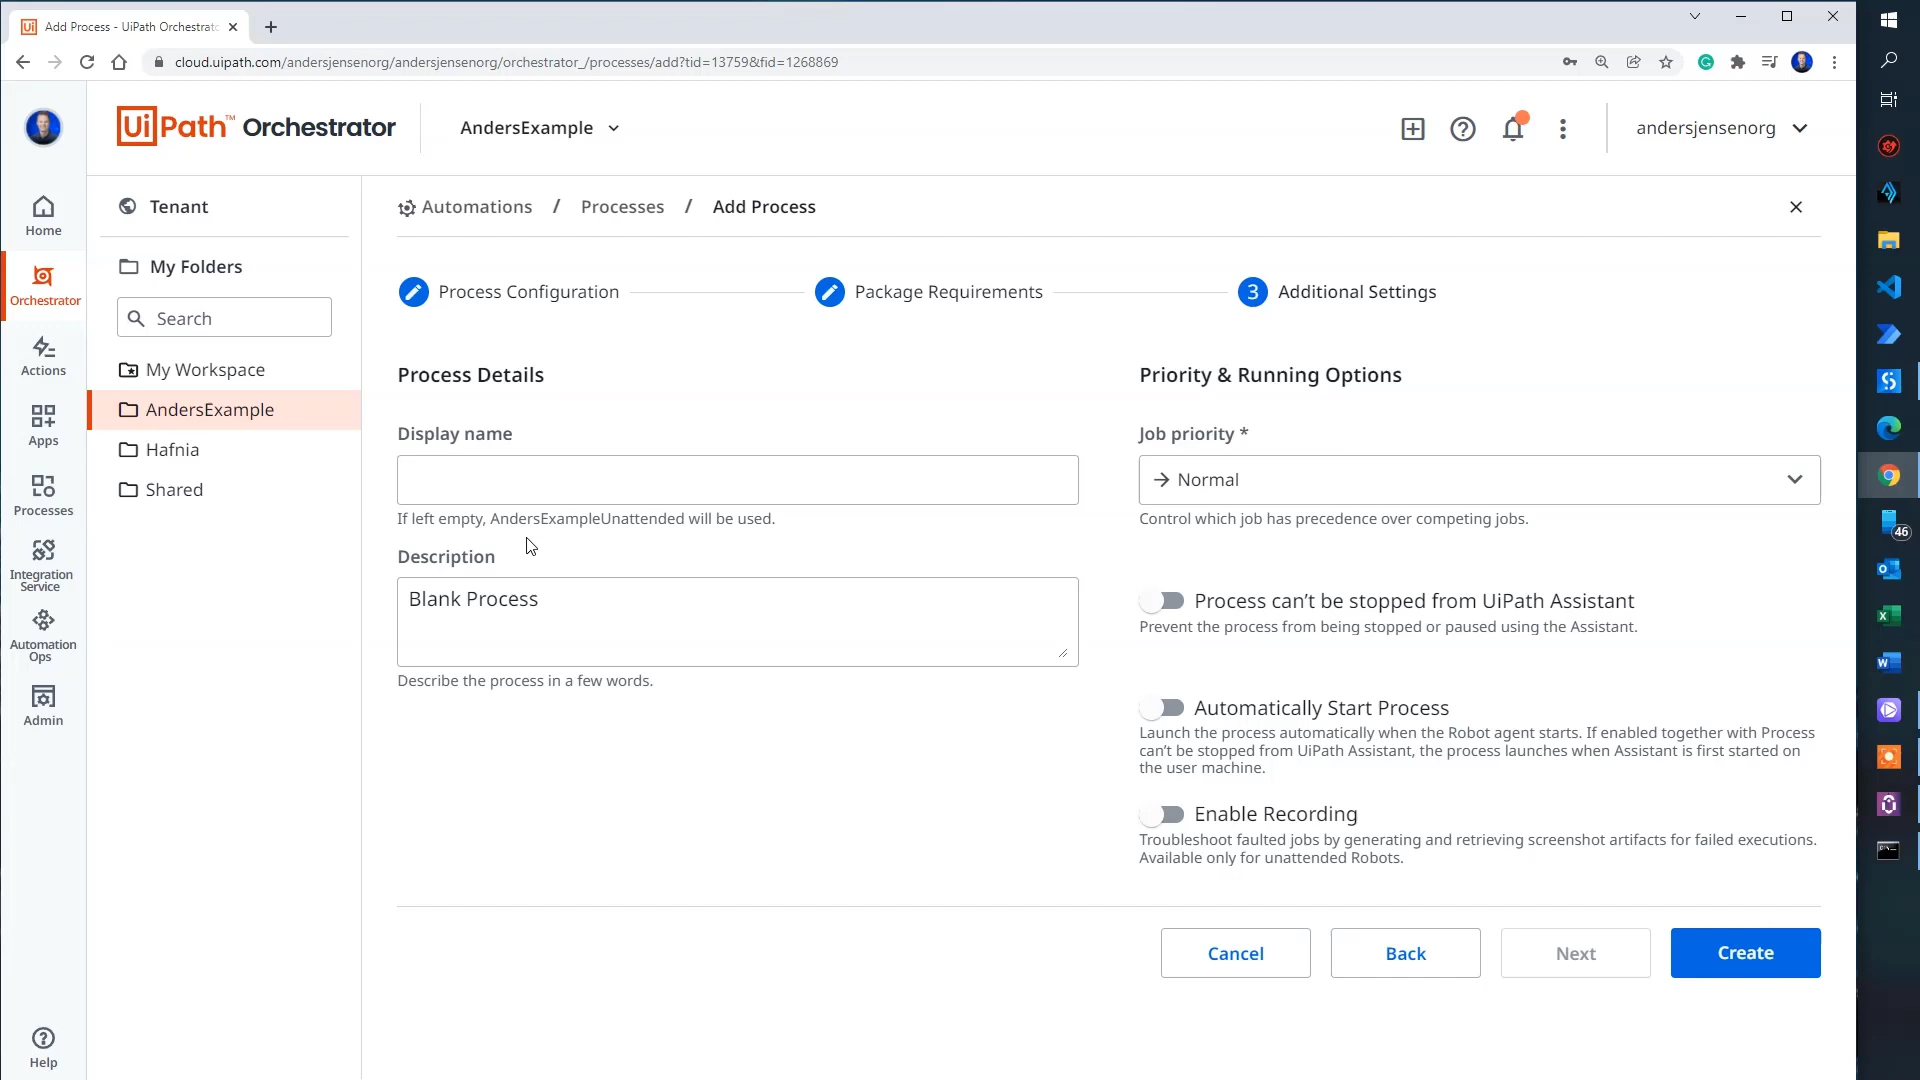 Add Process - UiPath Orchestrato
cloud.uipath.com/andersjensenorg/andersjensenorg/orchestrator_/processes/add?tid=13759&fid=1268869
UiPath™ Orchestrator
AndersExample
andersjensenorg
Home
Orchestrator
Actions
Apps
Processes
Integration
Service
Automation
Ops
Admin
Help
Tenant
My Folders
Search
My Workspace
AndersExample
Hafnia
Shared
Automations / Processes / Add Process
Process Configuration
Package Requirements
3 Additional Settings
Process Details
Display name
If left empty, AndersExampleUnattended will be used.
Description
Blank Process
Describe the process in a few words.
Priority & Running Options
Job priority *
Normal
Control which job has precedence over competing jobs.
Process can’t be stopped from UiPath Assistant
Prevent the process from being stopped or paused using the Assistant.
Automatically Start Process
Launch the process automatically when the Robot agent starts. If enabled together with Process
can’t be stopped from UiPath Assistant, the process launches when Assistant is first started on
the user machine.
Enable Recording
Troubleshoot faulted jobs by generating and retrieving screenshot artifacts for failed executions.
Available only for unattended Robots.
Cancel
Back
Next
Create
46